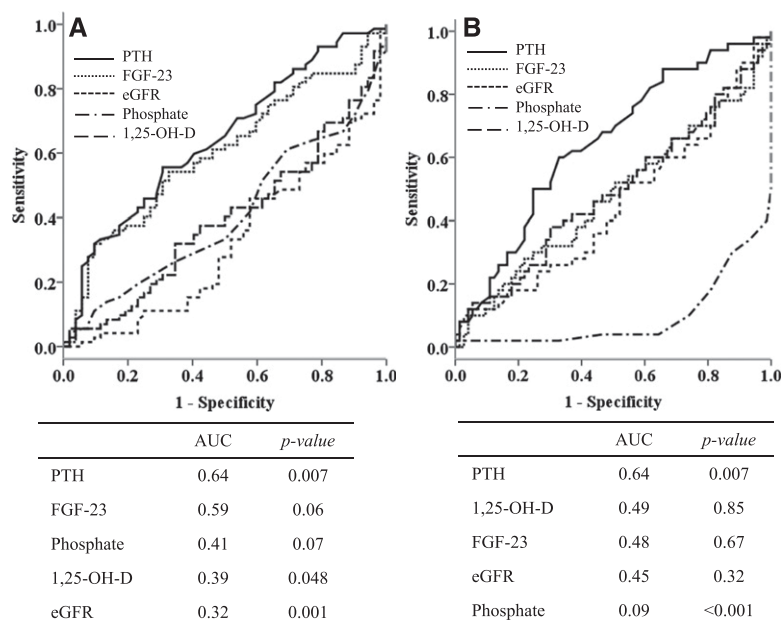 A
1.0
0.8
0.6
0.4
0.2
0.0
Sensitivity
PTH
FGF-23
eGFR
Phosphate
1,25-OH-D
0.0 0.2 0.4 0.6 0.8 1.0
1 - Specificity
AUC p-value
PTH 0.64 0.007
FGF-23 0.59 0.06
Phosphate 0.41 0.07
1,25-OH-D 0.39 0.048
eGFR 0.32 0.001
B
1.0
0.8
0.6
0.4
0.2
0.0
Sensitivity
PTH
FGF-23
eGFR
Phosphate
1,25-OH-D
0.0 0.2 0.4 0.6 0.8 1.0
1 - Specificity
AUC p-value
PTH 0.64 0.007
1,25-OH-D 0.49 0.85
FGF-23 0.48 0.67
eGFR 0.45 0.32
Phosphate 0.09 <0.001